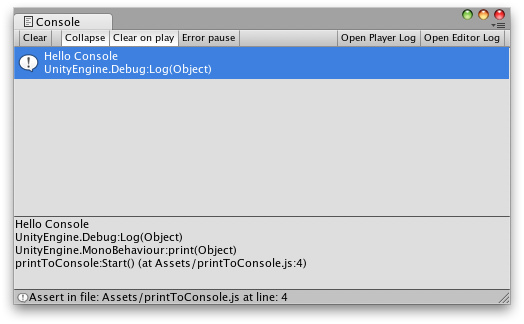 Console
Clear Collapse Clear on play Error pause Open Player Log Open Editor Log
Hello Console
UnityEngine.Debug:Log(Object)
Hello Console
UnityEngine.Debug:Log(Object)
UnityEngine.MonoBehaviour:print(Object)
printToConsole:Start() (at Assets/printToConsole.js:4)
Assert in file: Assets/printToConsole.js at line: 4